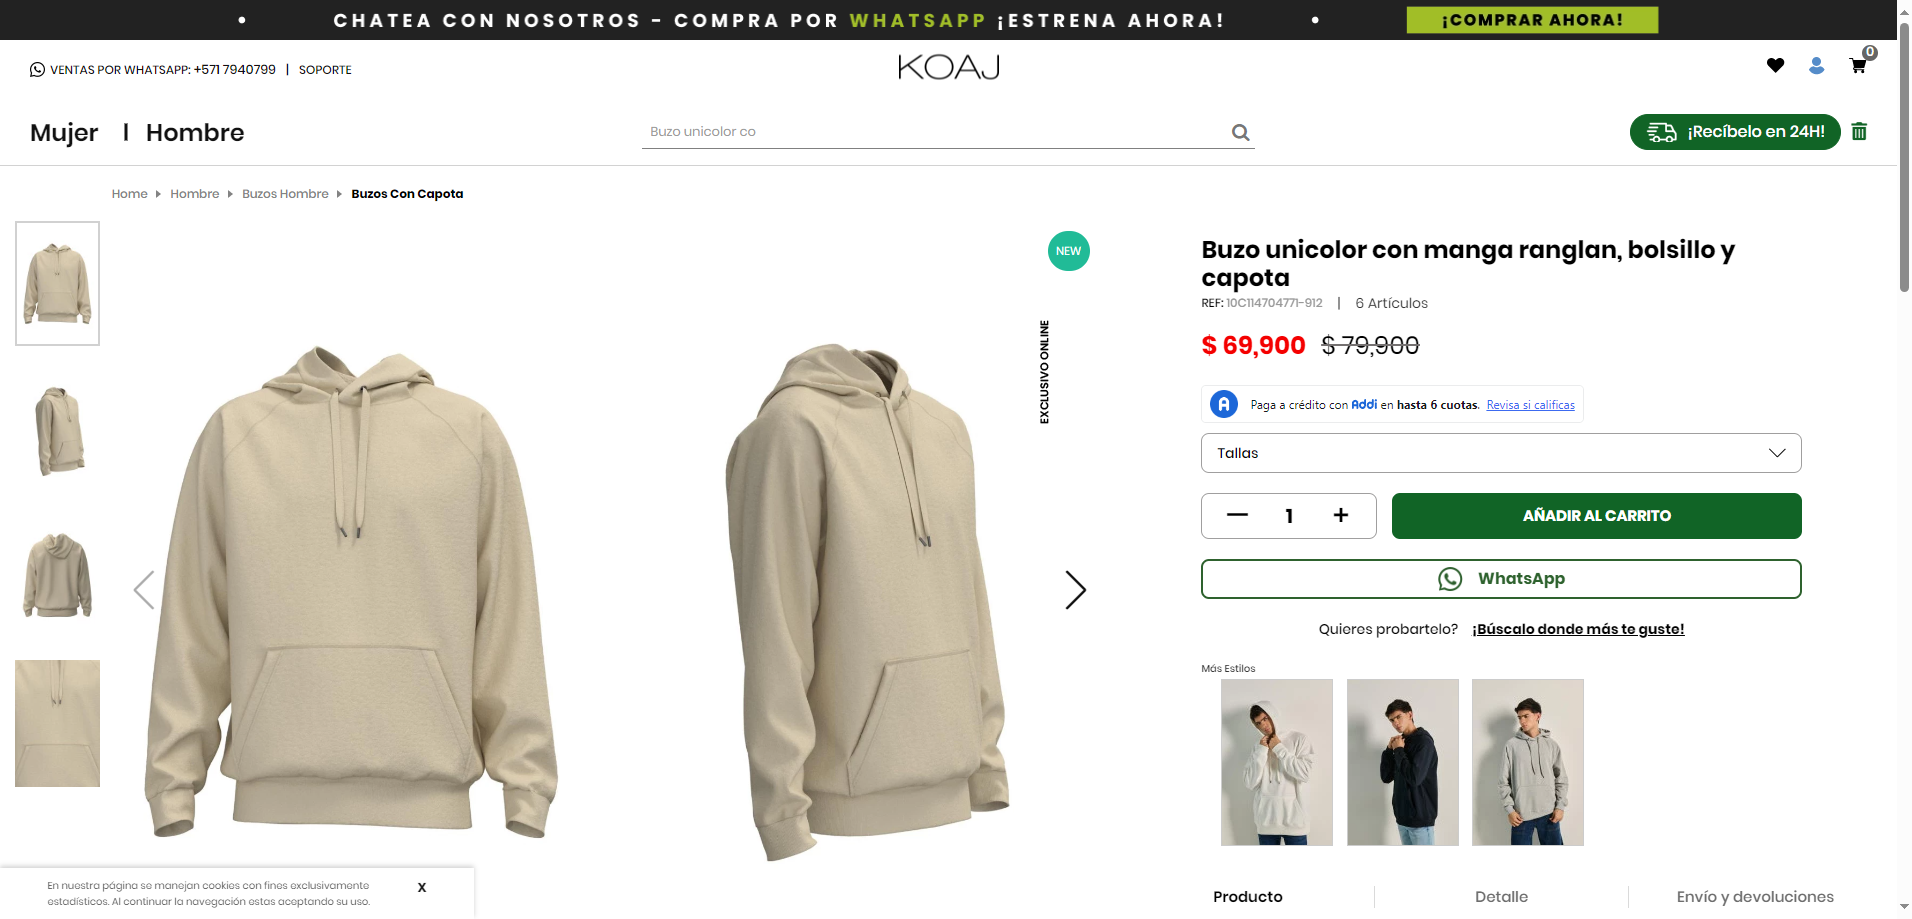 CHATEA CON NOSOTROS - COMPRA POR WHATSAPP ¡ESTRENA AHORA!
¡COMPRAR AHORA!
VENTAS POR WHATSAPP: +571 7940799 | SOPORTE
KOAJ
0
Mujer | Hombre
Buzo unicolor co
¡Recíbelo en 24H!
Home Hombre Buzos Hombre Buzos Con Capota
NEW
EXCLUSIVO ONLINE
Buzo unicolor con manga ranglan, bolsillo y
capota
REF: 10C114704771-912 | 6 Artículos
$ 69,900 $ 79,900
Paga a crédito con Addi en hasta 6 cuotas. Revisa si calificas
Tallas
1
AÑADIR AL CARRITO
WhatsApp
Quieres probartelo? ¡Búscalo donde más te guste!
Más Estilos
Producto
Detalle
Envío y devoluciones
En nuestra página se manejan cookies con fines exclusivamente
estadísticos. Al continuar la navegación estas aceptando su uso.
X